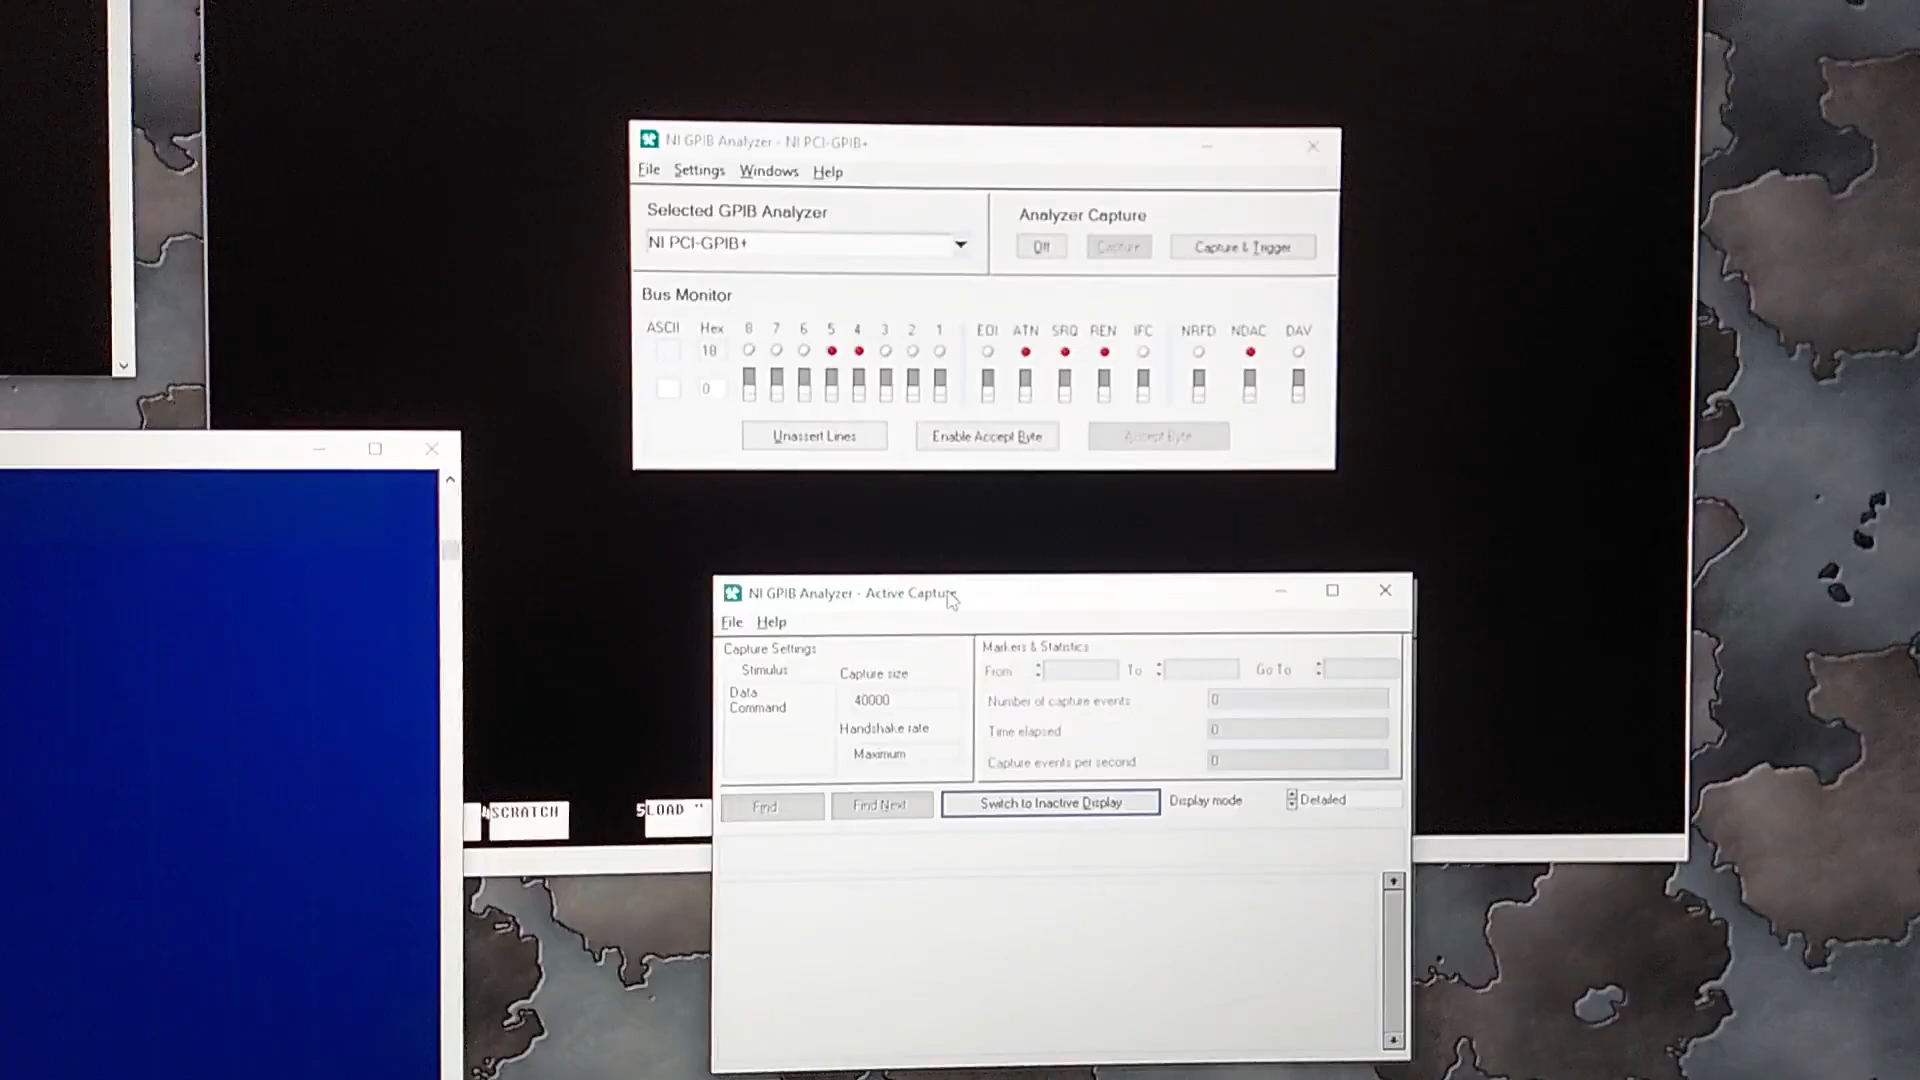 NI GPIB Analyzer - NI PCI-GPIB+
File Settings Windows Help
Selected GPIB Analyzer
NI PCI-GPIB+
Analyzer Capture
Off Capture Capture & Trigger
Bus Monitor
ASCII Hex 8 7 6 5 4 3 2 1 EOI ATN SRQ REN IFC NRFD NDAC DAV
18
0
Unassert Lines Enable Accept Byte Accept Byte
NI GPIB Analyzer - Active Capture
File Help
Capture Settings
Stimulus
Data
Command
Capture size
40000
Handshake rate
Maximum
Markers & Statistics
From To Go To
Number of capture events 0
Time elapsed 0
Capture events per second 0
Find Find Next Switch to Inactive Display Display mode Detailed
4SCRATCH 5LOAD "